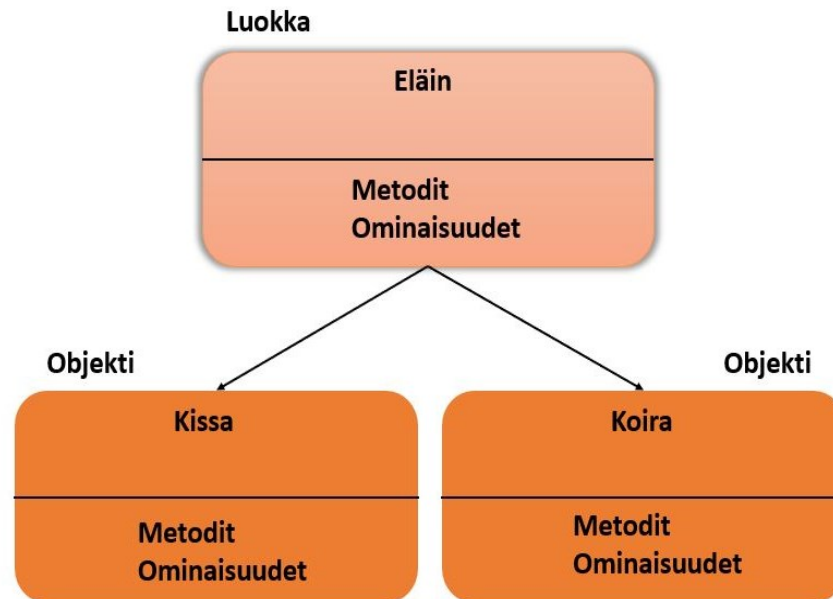 Luokka
Eläin
Metodit
Ominaisuudet
Objekti
Objekti
Kissa
Koira
Metodit
Ominaisuudet
Metodit
Ominaisuudet